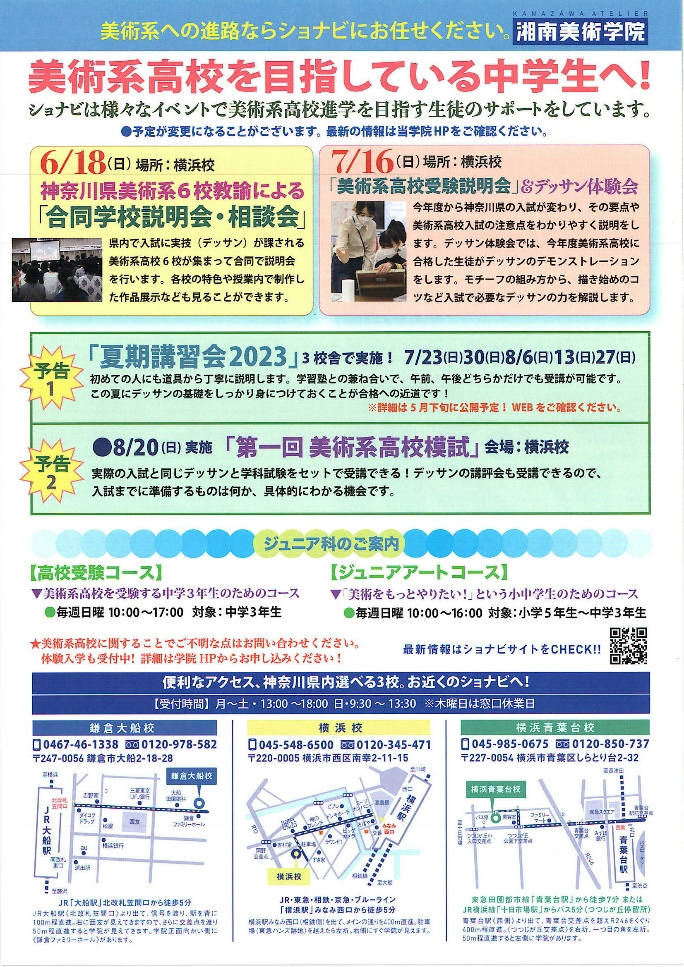 美術系への進路ならショナビにお任せください。
KANAZAWA ATELIER
湘南美術学院
美術系高校を目指している中学生へ!
ショナビは様々なイベントで美術系高校進学を目指す生徒のサポートをしています。
●予定が変更になることがございます。最新の情報は当学院HPをご確認ください。
6/18(日)場所:横浜校
神奈川県美術系6校教諭による
「合同学校説明会・相談会」
県内で入試に実技(デッサン)が課される
美術系高校6校が集まって合同で説明会
を行います。各校の特色や授業内で制作し
た作品展示なども見ることができます。
7/16(日)場所:横浜校
「美術系高校受験説明会」&デッサン体験会
今年度から神奈川県の入試が変わり、その要点や
美術系高校入試の注意点をわかりやすく説明をし
ます。デッサン体験会では、今年度美術系高校に
合格した生徒がデッサンのデモンストレーション
をします。モチーフの組み方から、描き始めのコ
ツなど入試で必要なデッサンの力を解説します。
予告
1
「夏期講習会2023」3校舎で実施! 7/23(日)30(日)8/6(日)13(日)27(日)
初めての人にも道具から丁寧に説明します。学習塾との兼ね合いで、午前、午後どちらかだけでも受講が可能です。
この夏にデッサンの基礎をしっかり身につけておくことが合格への近道です!
※詳細は5月下旬に公開予定!WEBをご確認ください。
予告
2
●8/20(日)実施「第一回 美術系高校模試」会場:横浜校
実際の入試と同じデッサンと学科試験をセットで受講できる!デッサンの講評会も受講できるので、
入試までに準備するものは何か、具体的にわかる機会です。
ジュニア科のご案内
【高校受験コース】
▼美術系高校を受験する中学3年生のためのコース
●毎週日曜 10:00〜17:00 対象:中学3年生
【ジュニアアートコース】
▼「美術をもっとやりたい!」という小中学生のためのコース
●毎週日曜 10:00〜16:00 対象:小学5年生〜中学3年生
★美術系高校に関することでご不明な点はお問い合わせください。
体験入学も受付中! 詳細は学院HPからお申し込みください!
最新情報はショナビサイトをCHECK!!
便利なアクセス、神奈川県内選べる3校。お近くのショナビへ!
【受付時間】月〜土・13:00〜18:00 日・9:30〜13:30 ※木曜日は窓口休業日
鎌倉大船校
0467-46-1338 0120-978-582
〒247-0056 鎌倉市大船2-18-28
鎌倉大船校
JR大船駅
JR「大船駅」北改札笠間口から徒歩5分
JR大船駅(北改札笠間口)より出て、信号を渡り、駅を背に
100m程直進。右に西友が見えてきますので、さらに交差点を渡り
50m程直進すると学院が見えてきます。学院正面向かい側に
(鎌倉ファミリーホール)があります。
横浜校
045-548-6500 0120-345-471
〒220-0005 横浜市西区南幸2-11-15
横浜駅
横浜校
JR・東急・相鉄・京急・ブルーライン
「横浜駅」みなみ西口から徒歩5分
横浜駅みなみ西口(相鉄側)を出て、メインの通りを400m直進。駐車
場(東急ハンズ跡地)を越えたら左折。右側にすぐ学院が見えます。
横浜青葉台校
045-985-0675 0120-850-737
〒227-0054 横浜市青葉区しらとり台2-32
横浜青葉台校
青葉台駅
東急田園都市線「青葉台駅」から徒歩7分 または
JR横浜線「十日市場駅」からバス5分(つつじが丘停留所)
青葉台駅(西側)より出て、青葉台交差点を越えR246をくぐり
400m程直進。(つつじが丘交差点)を右折、一つ目の角を左折。
50m程直進すると左側に学院があります。